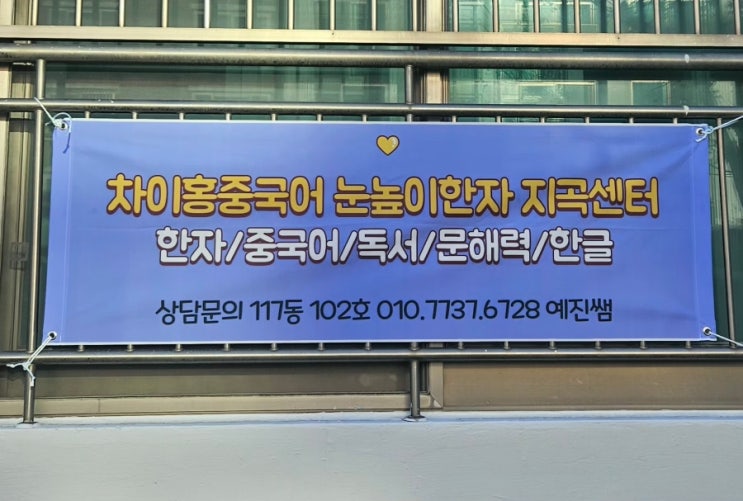 차이홍중국어 눈높이한자 지곡센터
한자/중국어/독서/문해력/한글
상담문의 117동 102호 010.7737.6728 예진쌤